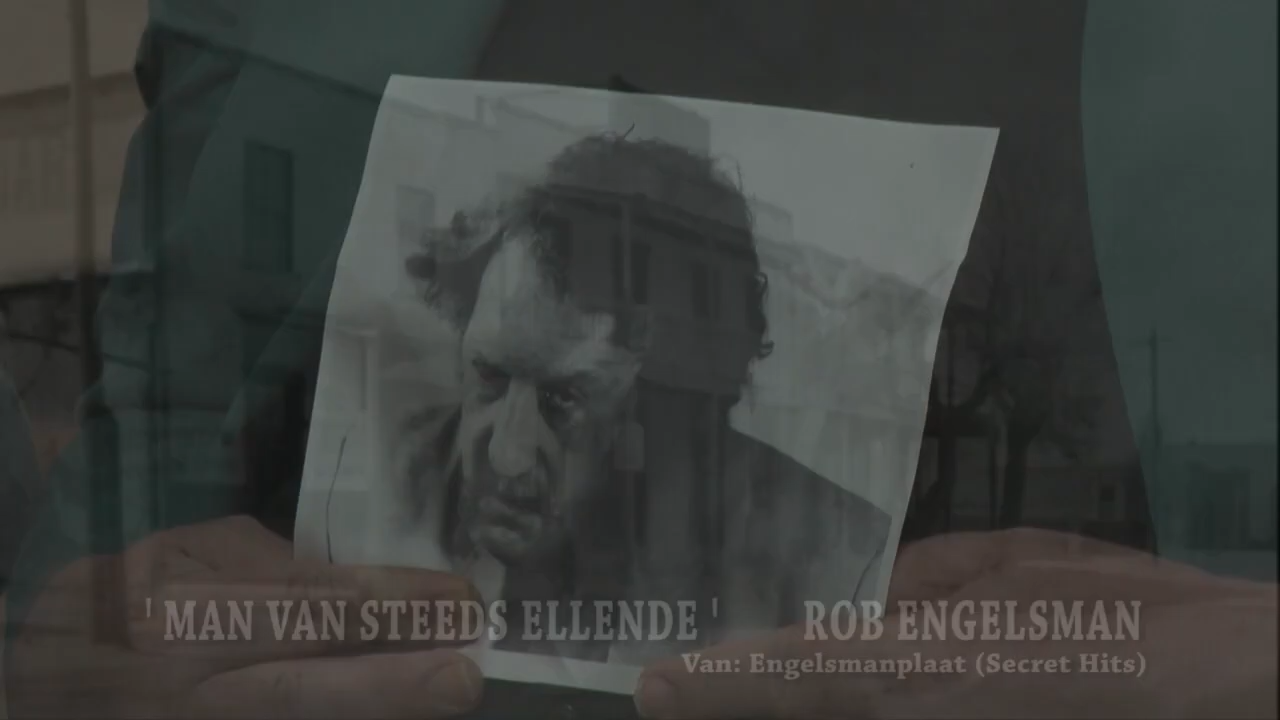 'MAN VAN STEEDS ELLENDE' ROB ENGELSMAN
Van: Engelsmanplaat (Secret Hits)